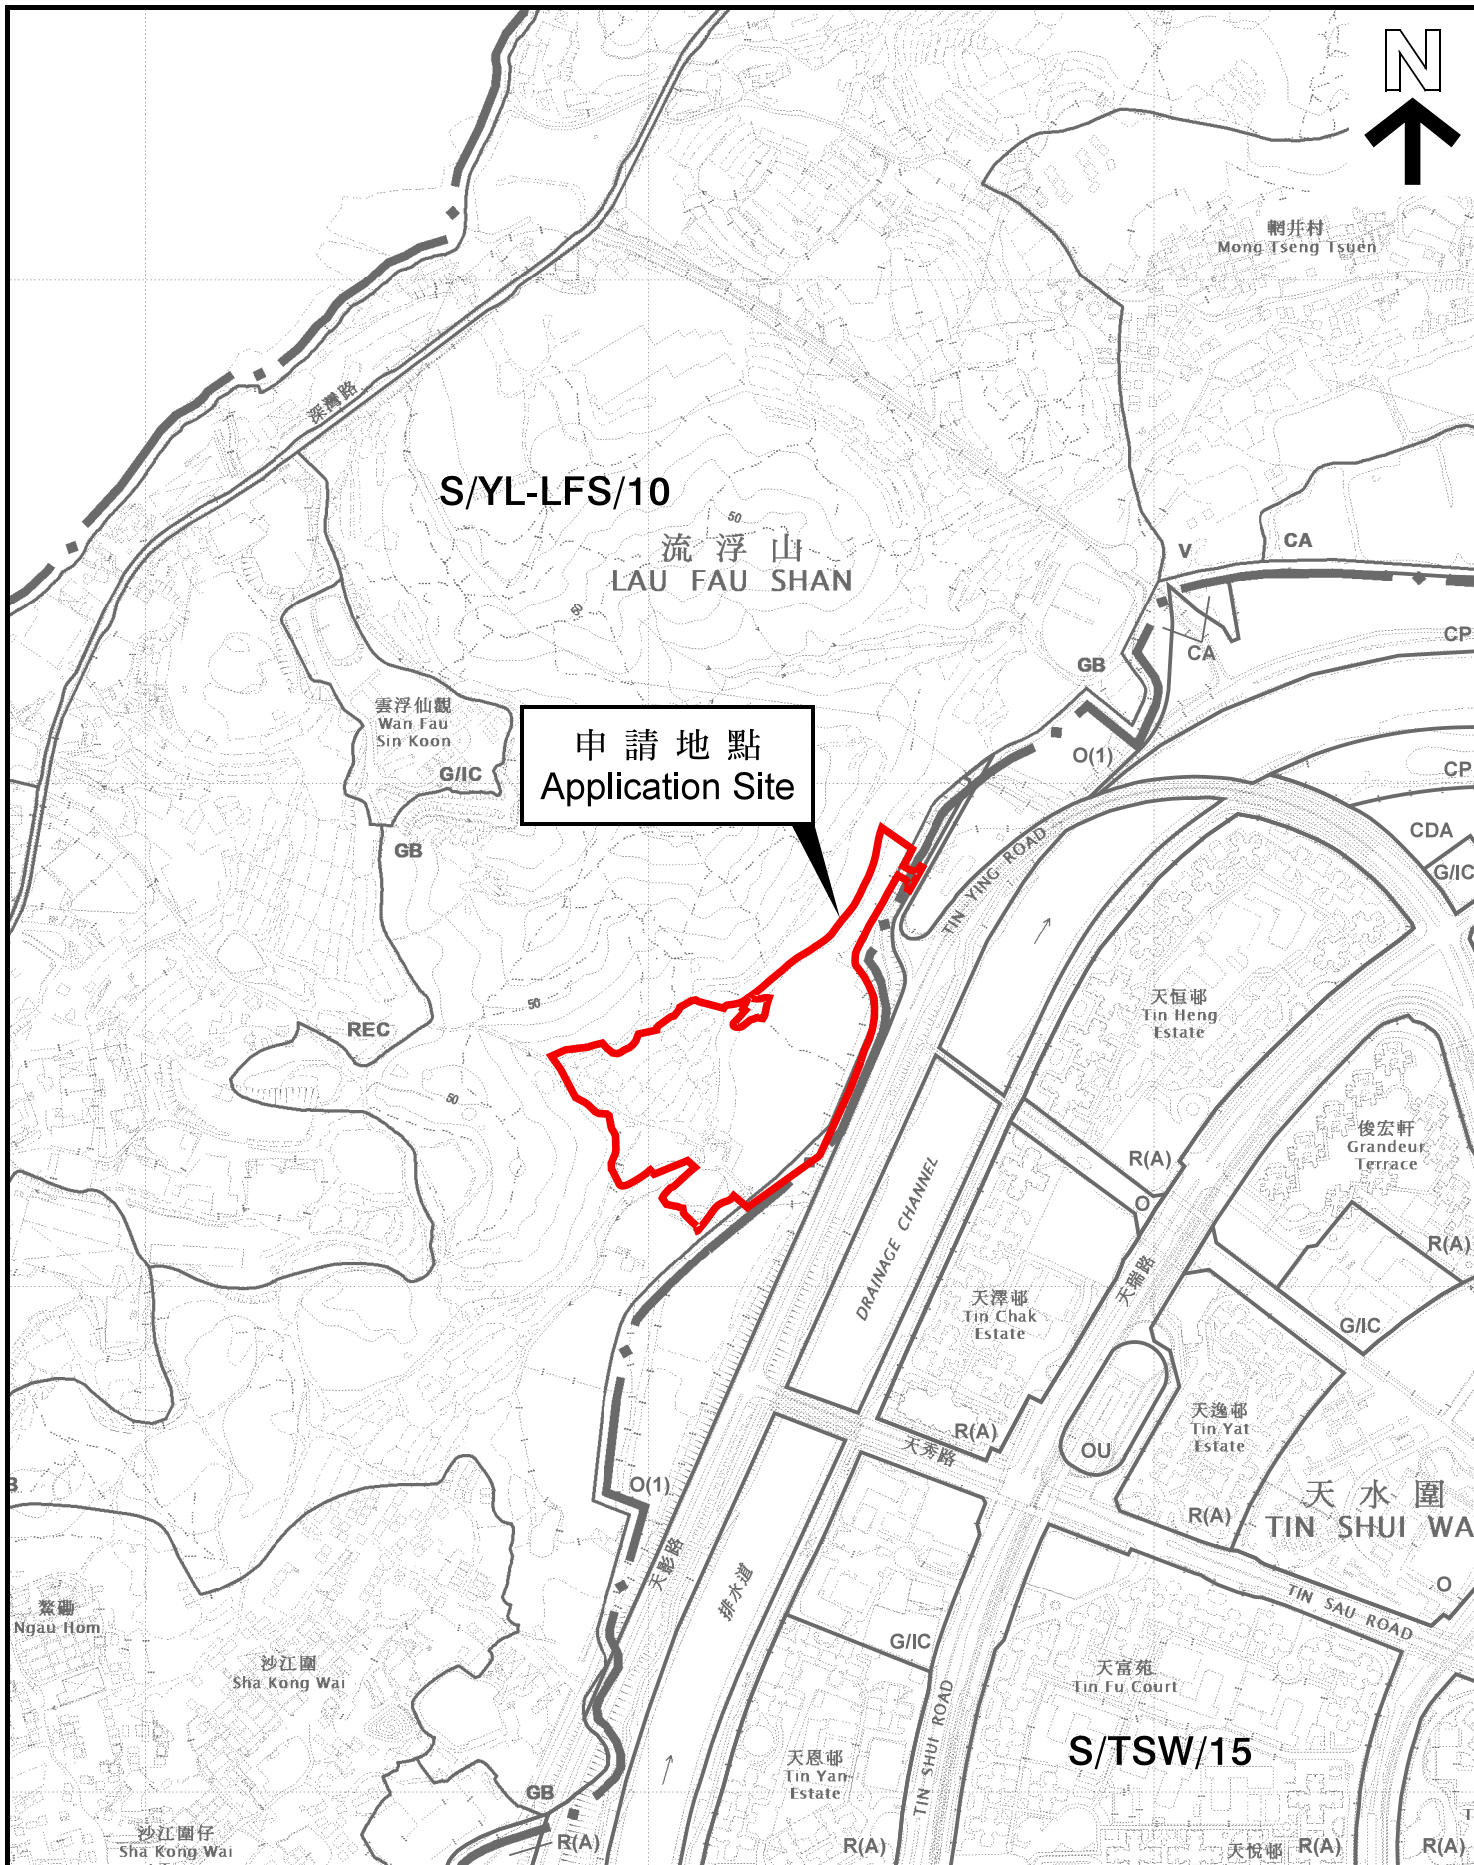 N
網井村
Mong Tseng Tsuen
深灣路
S/YL-LFS/10
50
流浮山
LAU FAU SHAN
50
V
CA
CA
CP
GB
雲浮仙觀
Wan Fau
Sin Koon
G/IC
申請地點
Application Site
O(1)
CP
GB
CDA
G/IC
TIN YING ROAD
50
REC
天恒邨
Tin Heng
Estate
50
俊宏軒
Grandeur
Terrace
R(A)
O
R(A)
DRAINAGE CHANNEL
天瑞路
天澤邨
Tin Chak
Estate
G/IC
天逸邨
Tin Yat
Estate
R(A)
天秀路
OU
O(1)
R(A)
天水圍
TIN SHUI WA
天影路
排水道
O
TIN SAU ROAD
鰲磡
Ngau Hom
沙江圍
Sha Kong Wai
G/IC
天富苑
Tin Fu Court
TIN SHUI ROAD
S/TSW/15
天恩邨
Tin Yan
Estate
GB
沙江圍仔
Sha Kong Wai
R(A)
R(A)
天悅邨
R(A)
R(A)